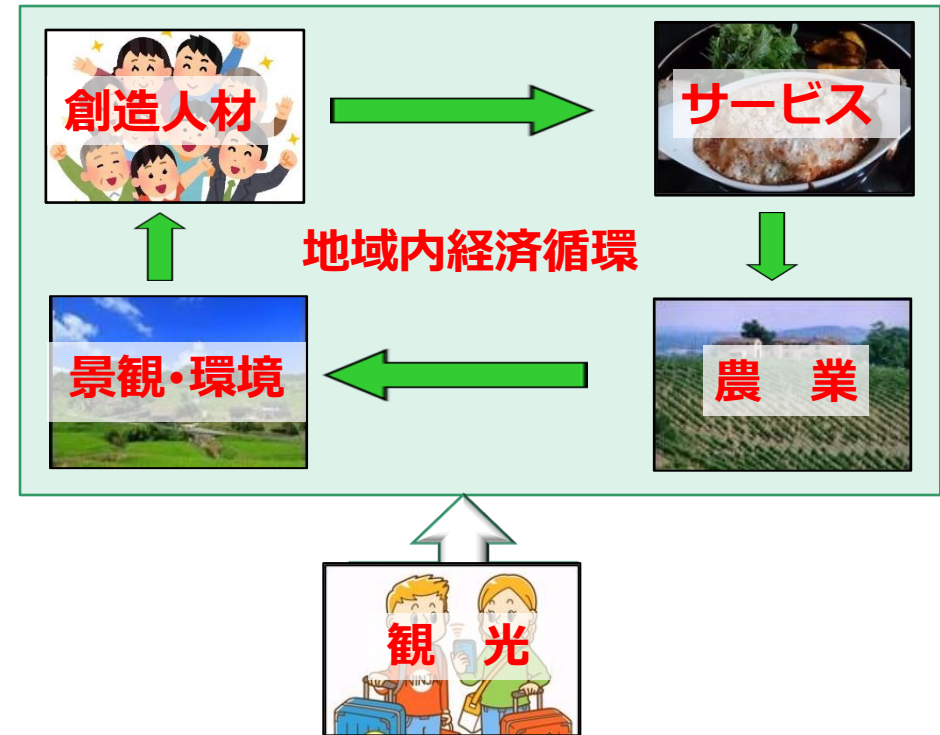 創造人材
サービス
地域内経済循環
景観・環境
農　業
観　光
NINJA